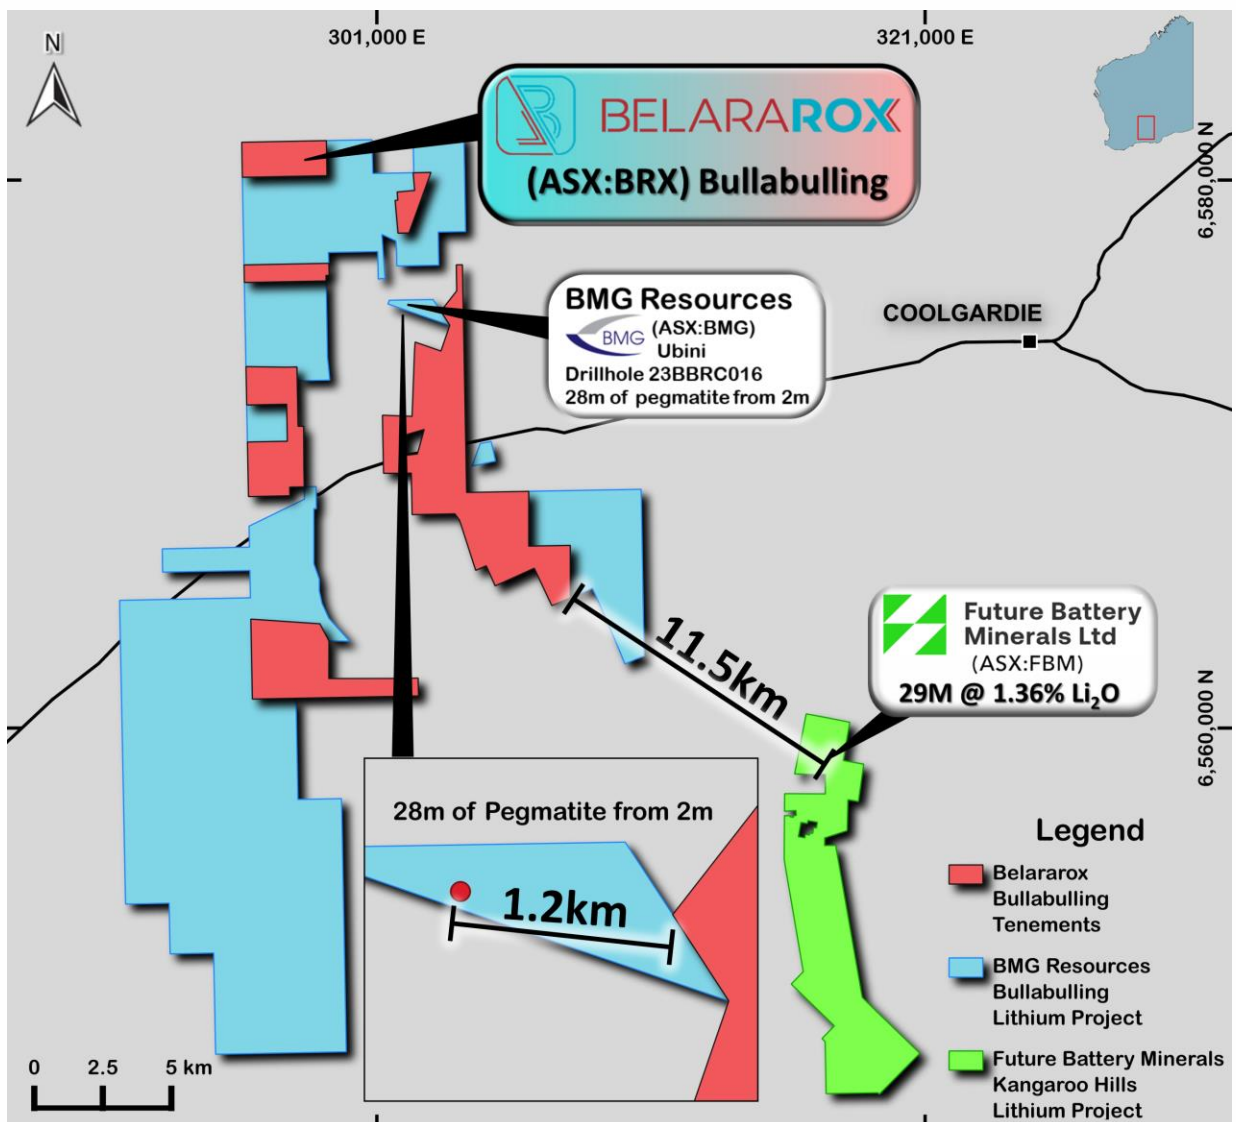 301,000 E
321,000 E
N
BELARAROX
(ASX:BRX) Bullabulling
6,580,000 N
BMG Resources
BMG
(ASX:BMG)
Ubini
Drillhole 23BBRC016
28m of pegmatite from 2m
COOLGARDIE
Future Battery
Minerals Ltd
(ASX:FBM)
29M @ 1.36% Li₂O
11.5km
6,560,000 N
28m of Pegmatite from 2m
1.2km
Legend
Belararox
Bullabulling
Tenements
BMG Resources
Bullabulling
Lithium Project
Future Battery Minerals
Kangaroo Hills
Lithium Project
0 2.5 5 km